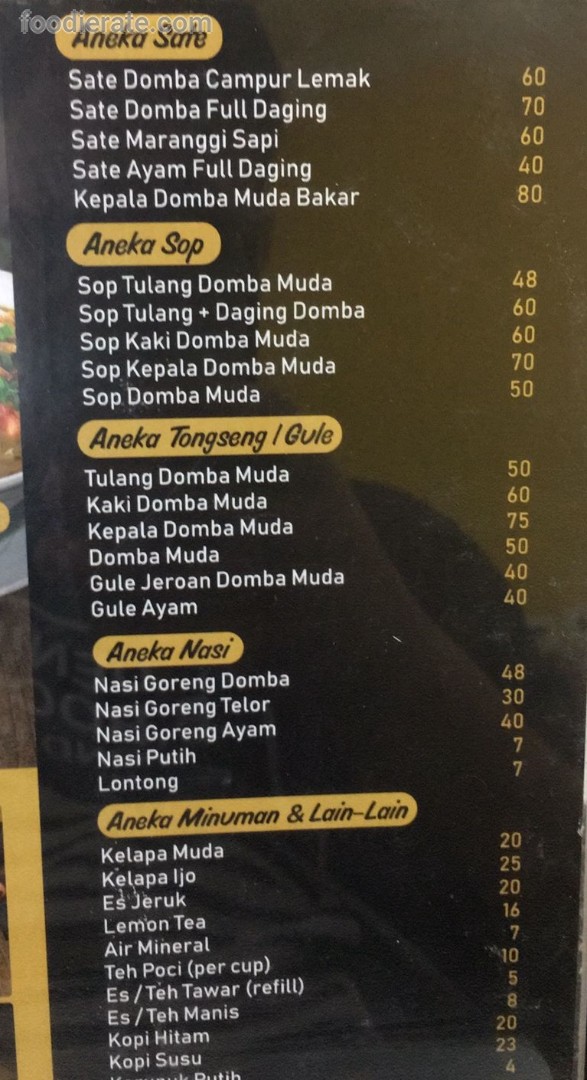 foodierate.com
Aneka Sate
Sate Domba Campur Lemak 60
Sate Domba Full Daging 70
Sate Maranggi Sapi 60
Sate Ayam Full Daging 40
Kepala Domba Muda Bakar 80
Aneka Sop
Sop Tulang Domba Muda 48
Sop Tulang + Daging Domba 60
Sop Kaki Domba Muda 60
Sop Kepala Domba Muda 70
Sop Domba Muda 50
Aneka Tongseng / Gule
Tulang Domba Muda 50
Kaki Domba Muda 60
Kepala Domba Muda 75
Domba Muda 50
Gule Jeroan Domba Muda 40
Gule Ayam 40
Aneka Nasi
Nasi Goreng Domba 48
Nasi Goreng Telor 30
Nasi Goreng Ayam 40
Nasi Putih 7
Lontong 7
Aneka Minuman & Lain-Lain
Kelapa Muda 20
Kelapa Ijo 25
Es Jeruk 20
Lemon Tea 16
Air Mineral 7
Teh Poci (per cup) 10
Es / Teh Tawar (refill) 5
Es / Teh Manis 8
Kopi Hitam 20
Kopi Susu 23
Putih 4